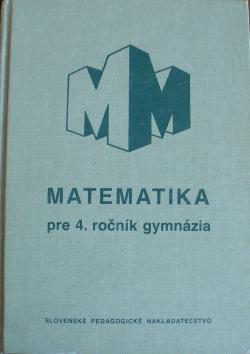 MM
MATEMATIKA
pre 4. ročník gymnázia
SLOVENSKÉ PEDAGOGICKÉ NAKLADATEĽSTVO